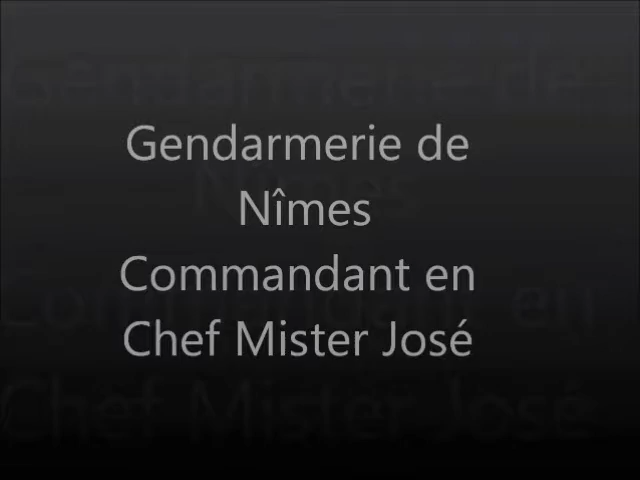 Gendarmerie de
Nîmes
Commandant en
Chef Mister José